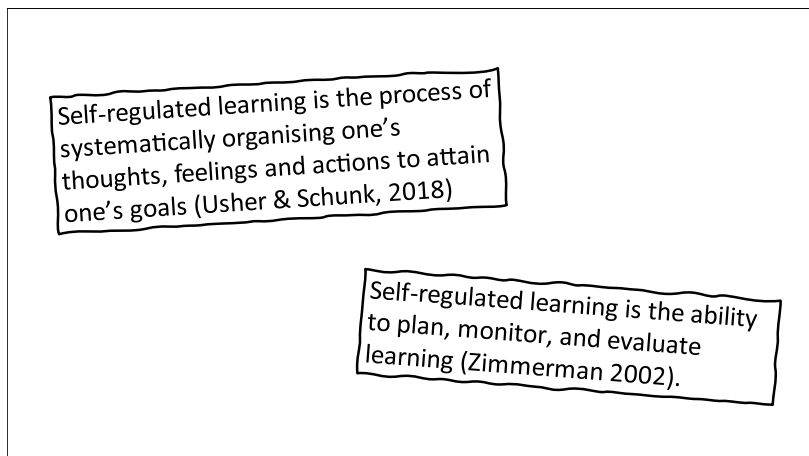 Self-regulated learning is the process of
systematically organising one’s
thoughts, feelings and actions to attain
one’s goals (Usher & Schunk, 2018)
Self-regulated learning is the ability
to plan, monitor, and evaluate
learning (Zimmerman 2002).